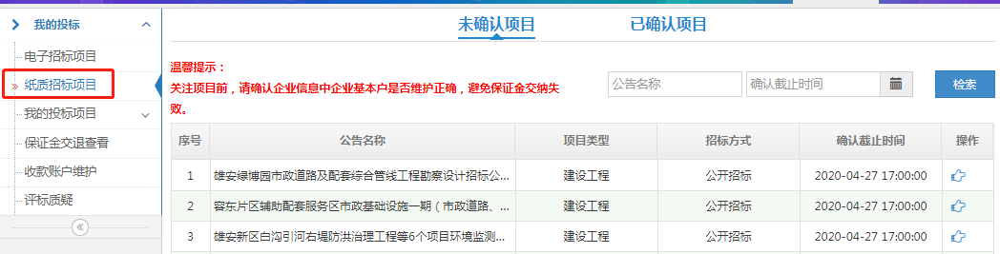 我的投标
电子招标项目
纸质招标项目
我的投标项目
保证金交退查看
收款账户维护
评标质疑
未确认项目 已确认项目
温馨提示：
关注项目前，请确认企业信息中企业基本户是否维护正确，避免保证金交纳失
败。
公告名称 确认截止时间 检索
序号 公告名称 项目类型 招标方式 确认截止时间 操作
1 雄安绿博园市政道路及配套综合管线工程勘察设计招标公... 建设工程 公开招标 2020-04-27 17:00:00
2 容东片区辅助配套服务区市政基础设施一期（市政道路、... 建设工程 公开招标 2020-04-27 17:00:00
3 雄安新区白沟引河右堤防洪治理工程等6个项目环境监测... 建设工程 公开招标 2020-04-27 17:00:00